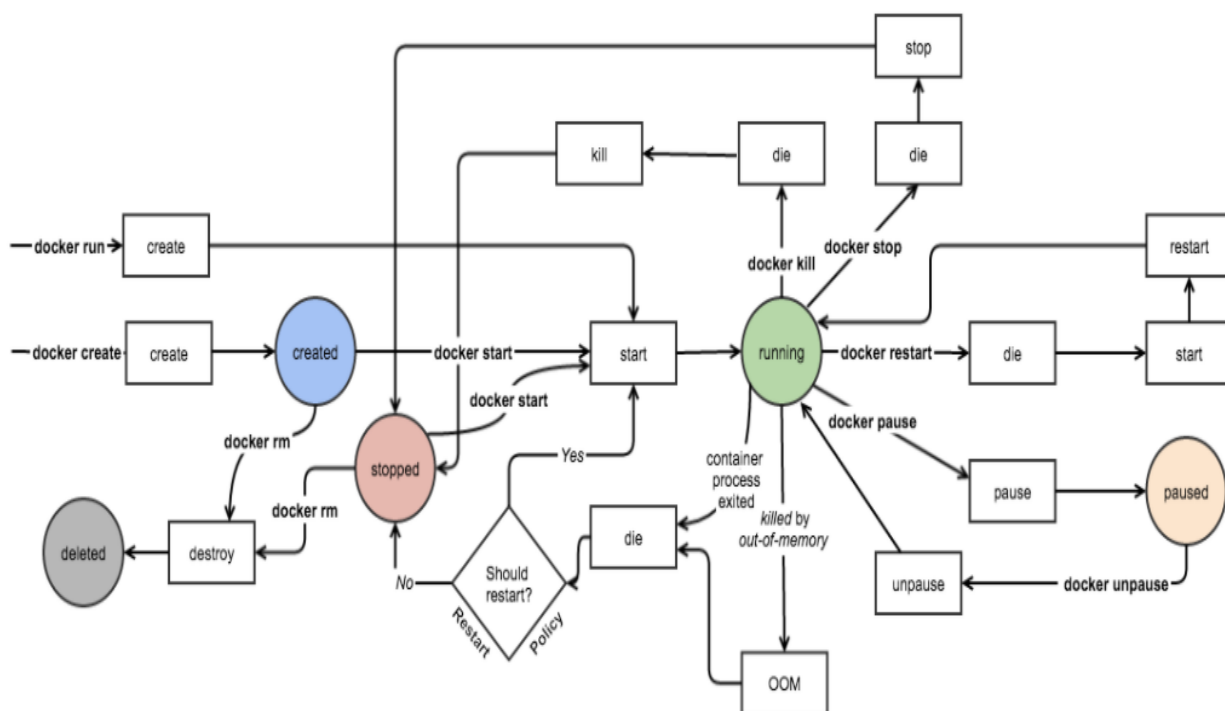 stop
kill
die
die
docker run
create
docker kill
docker stop
restart
docker create
create
created
docker start
start
running
docker restart
die
start
docker start
docker rm
stopped
docker rm
Yes
container
process
exited
killed by
out-of-memory
docker pause
pause
paused
deleted
destroy
No
Should
restart?
Restart
Policy
die
unpause
docker unpause
OOM